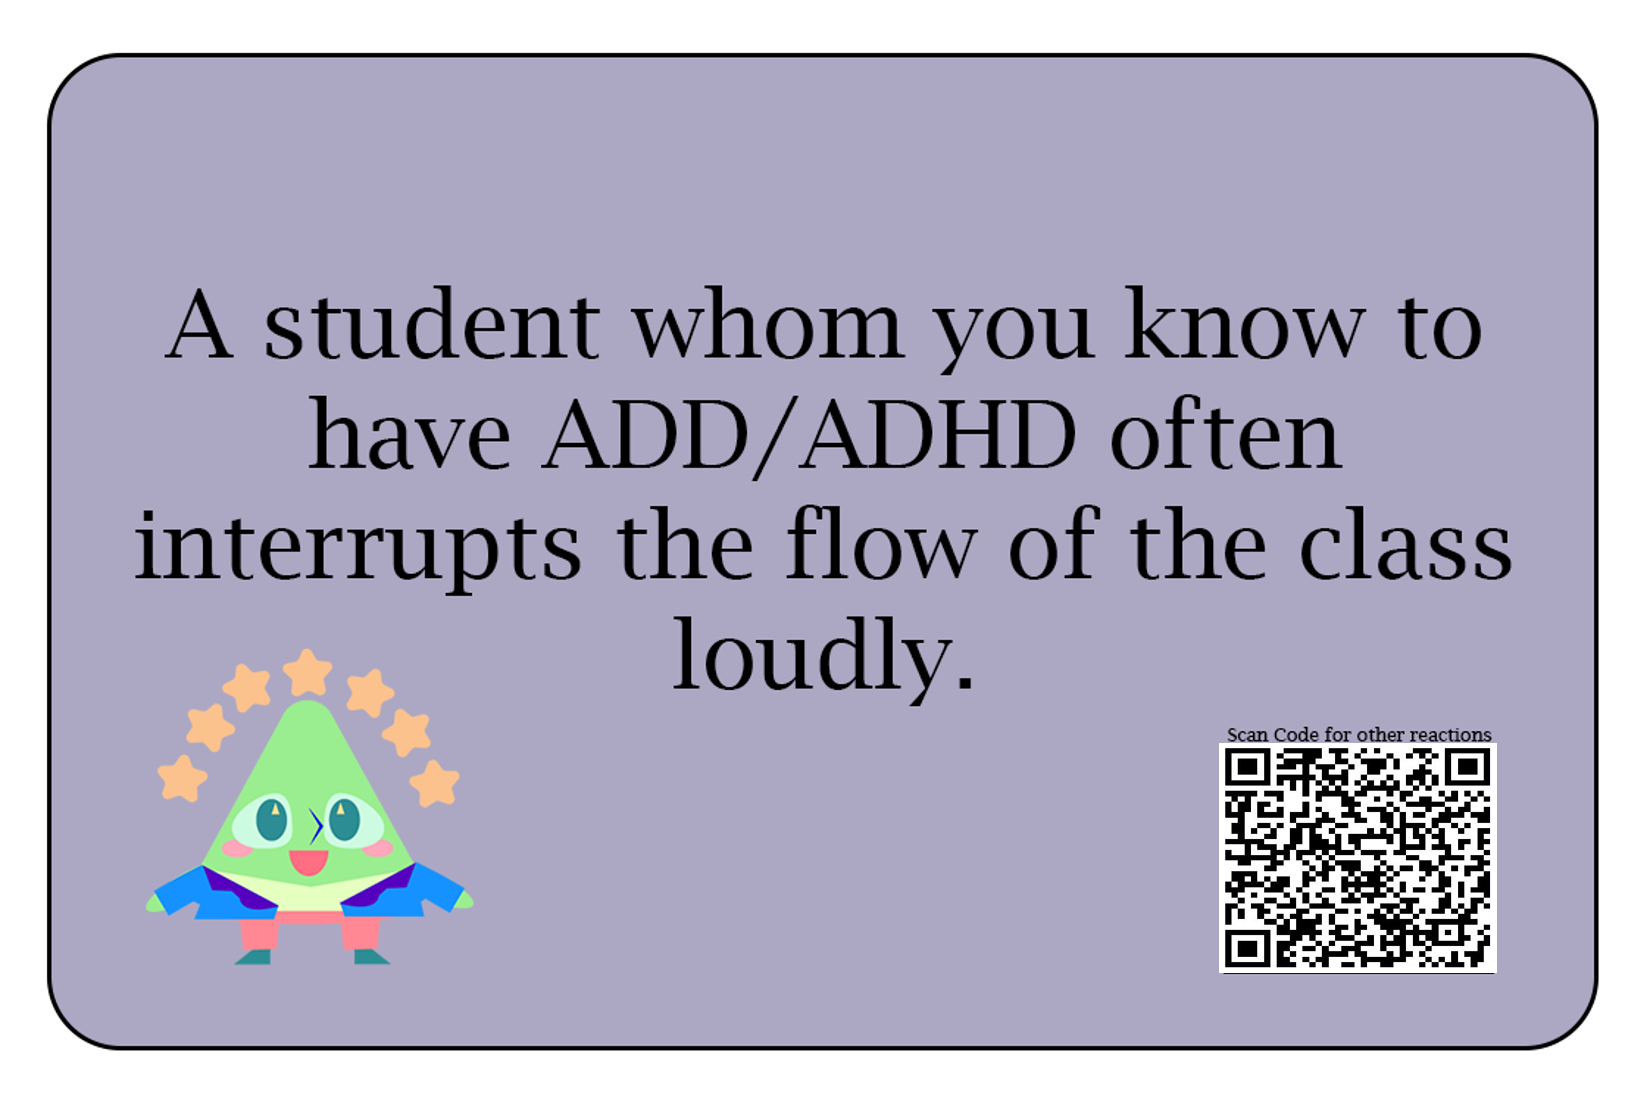 A student whom you know to
have ADD/ADHD often
interrupts the flow of the class
loudly.
Scan Code for other reactions